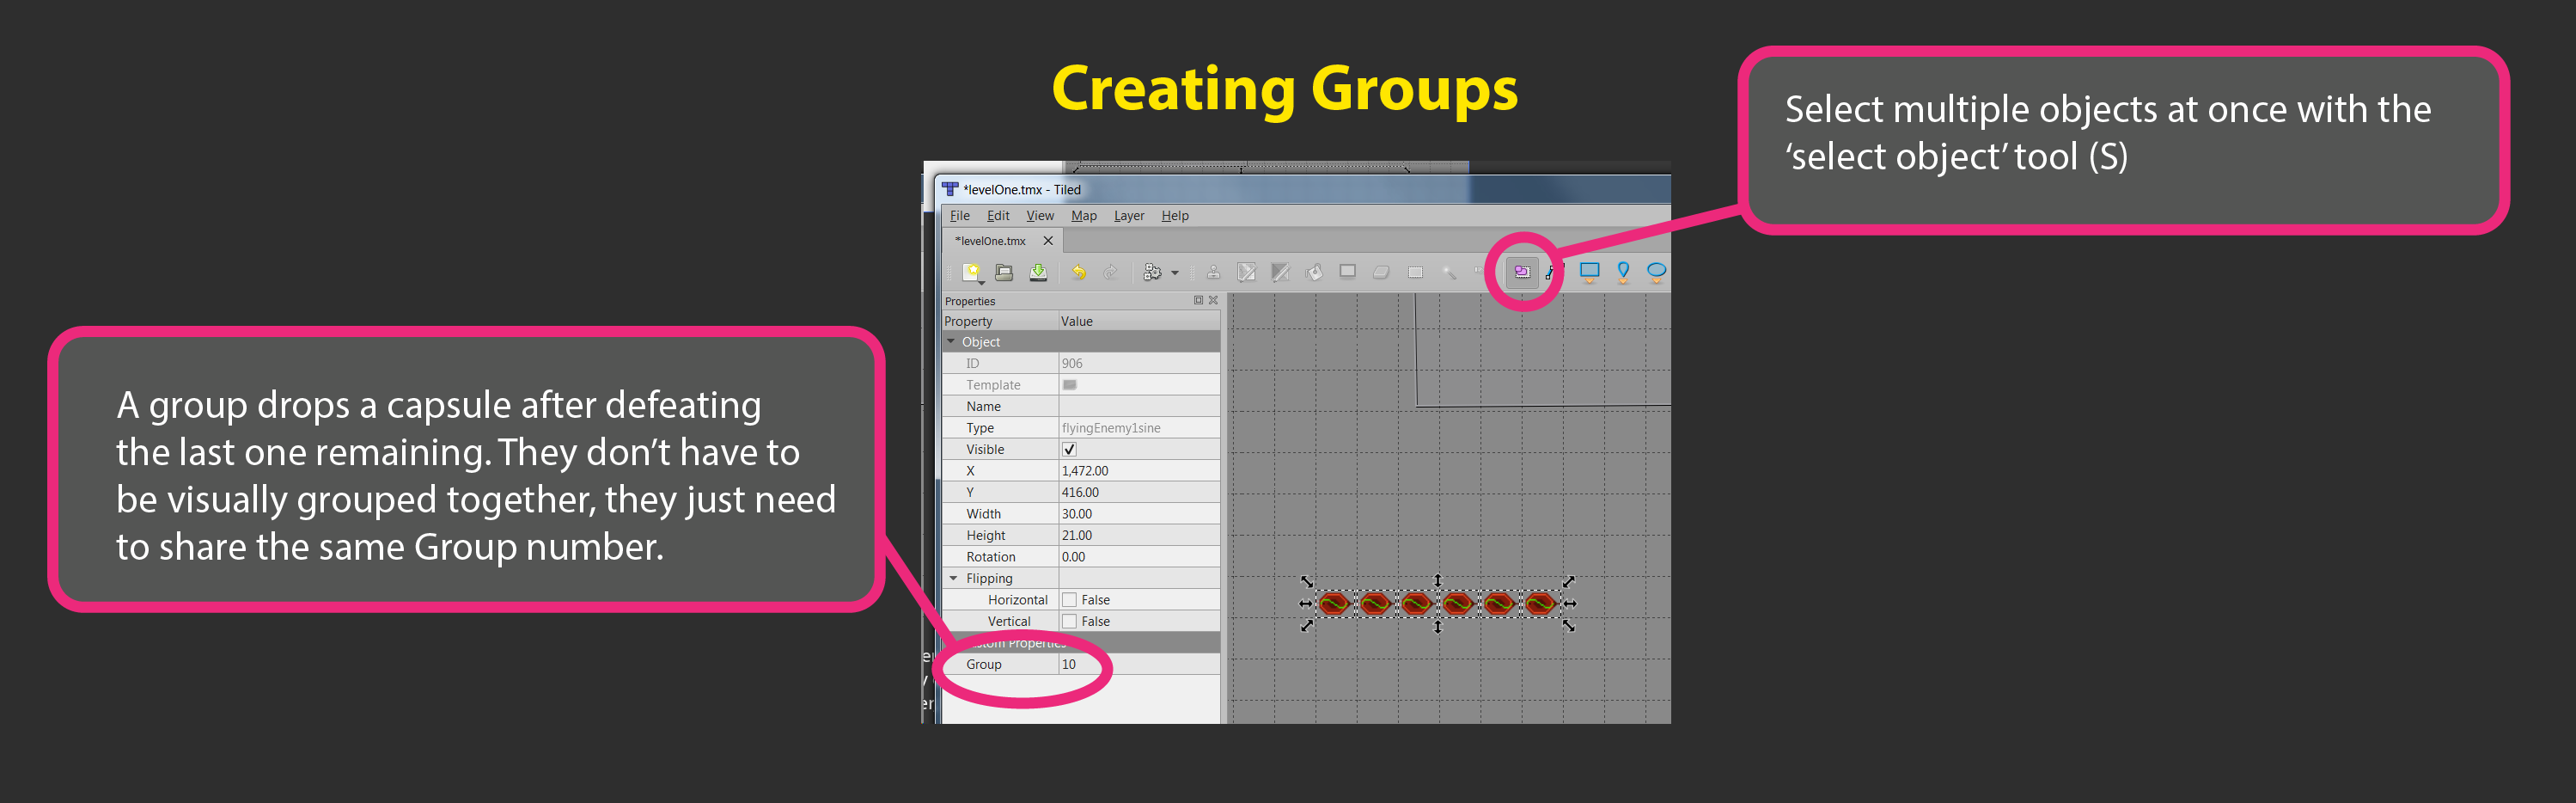 Creating Groups
Select multiple objects at once with the
‘select object’ tool (S)
A group drops a capsule after defeating
the last one remaining. They don’t have to
be visually grouped together, they just need
to share the same Group number.
*levelOne.tmx - Tiled
File Edit View Map Layer Help
*levelOne.tmx
Properties
Property Value
Object
ID 906
Template
Name
Type flyingEnemy1sine
Visible
X 1,472.00
Y 416.00
Width 30.00
Height 21.00
Rotation 0.00
Flipping
Horizontal False
Vertical False
Properties
Group 10